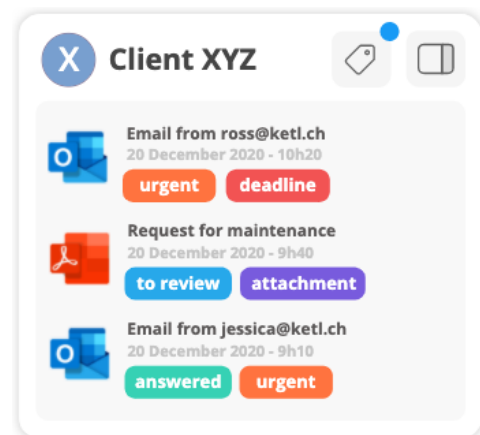 X Client XYZ
Email from ross@ketl.ch
20 December 2020 - 10h20
urgent deadline
Request for maintenance
20 December 2020 - 9h40
to review attachment
Email from jessica@ketl.ch
20 December 2020 - 9h10
answered urgent